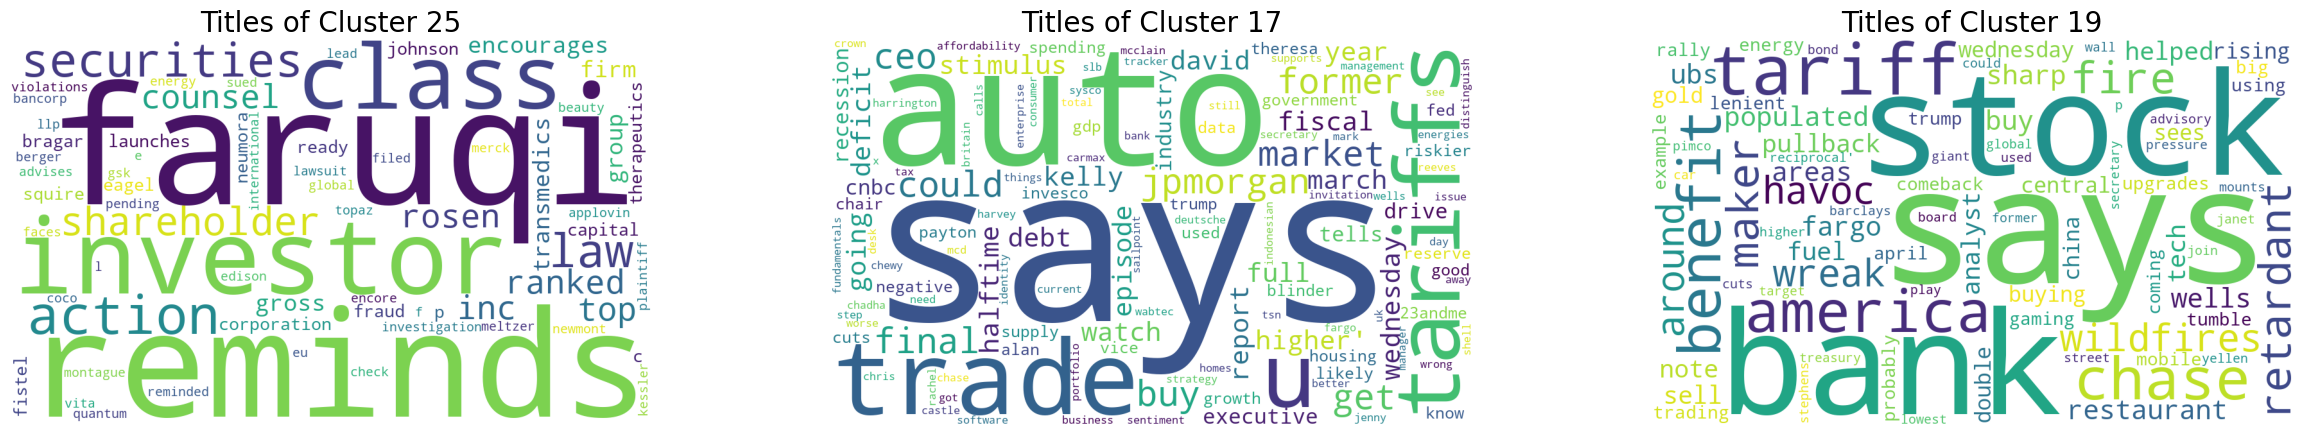 Titles of Cluster 25
securities
class
lead
johnson
encourages
firm
violations
bancorp
energy
sued
counsel
beauty
therapeutics
faruqi
llp
launches
bragar
berger
advises
e
gsk
eagel
squire
pending
neumora
international
ready
lawsuit
global
filed
merck
transmedics
group
shareholder
topaz
rosen
applovin
capital
faces
investor
law
l
edison
ranked
plaintiff
coco
action
gross
encore
fraud
f
p
inc
top
corporation
investigation
meltzer
newmont
eu
reminds
c
fistel
montague
check
kessler
vita
quantum
reminded
Titles of Cluster 17
crown
affordability
spending
mcclain
theresa
year
ceo
stimulus
slb
tracker
david
supports
management
former
recession
deficit
harrington
auto
calls
enterprise
consumer
sysco
total
industry
still
government
see
fed
distinguish
tariffs
britain
gdp
data
fiscal
bank
secretary
mark
energies
riskier
x
carmax
market
tax
things
kelly
jpmorgan
march
reeves
cnbc
could
invesco
invitation
wells
issue
chair
going
says
trump
drive
harvey
payton
halftime
debt
episode
deutsche
used
indonesian
tells
wednesday
day
reserve
fundamentals
desk
mcd
sailpoint
full
good
away
chewy
identity
negative
current
blinder
manager
chadha
need
wabtec
report
tsn
uk
23andme
step
worse
final
supply
watch
higher'
fargo
wrong
cuts
alan
vice
housing
likely
shell
trade
portfolio
homes
u
better
chris
rachel
chase
strategy
buy
get
got
castle
growth
executive
know
software
business
sentiment
jenny
Titles of Cluster 19
rally
energy
bond
wednesday
wall
helped
rising
ubs
tariff
could
sharp
fire
big
using
gold
lenient
stock
p
populated
trump
buy
advisory
sees
example
pimco
benefit
pullback
global
used
pressure
reciprocal'
giant
car
maker
areas
secretary
havoc
comeback
central
upgrades
mounts
around
barclays
says
board
former
janet
retardant
higher
fargo
analyst
china
join
fuel
april
tech
coming
wreak
cuts
target
play
buying
wells
america
gaming
tumble
note
bank
wildfires
treasury
street
mobile
yellen
sell
stephens
probably
double
chase
trading
lowest
restaurant